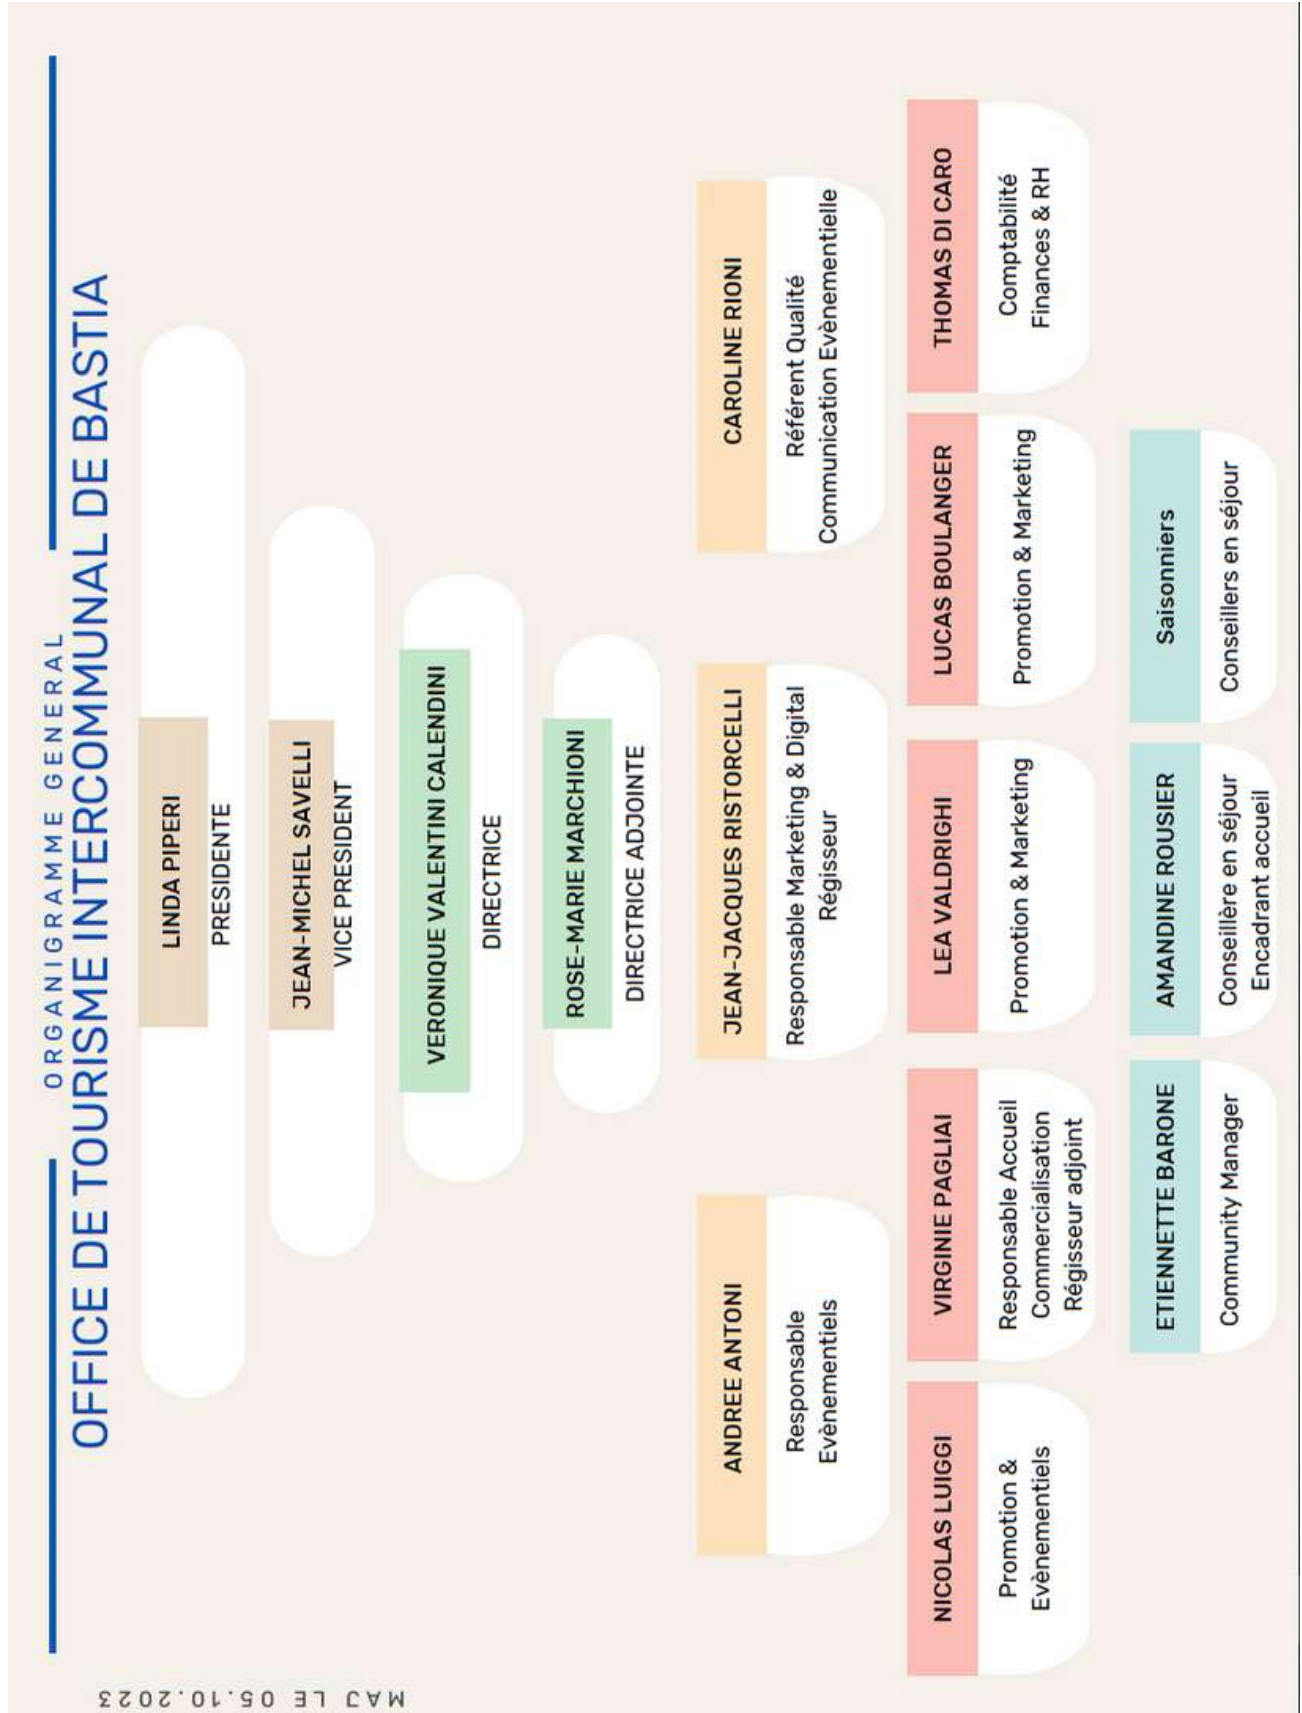 ORGANIGRAMME GENERAL
OFFICE DE TOURISME INTERCOMMUNAL DE BASTIA
LINDA PIPERI
PRESIDENTE
JEAN-MICHEL SAVELLI
VICE PRESIDENT
VERONIQUE VALENTINI CALENDINI
DIRECTRICE
ROSE-MARIE MARCHIONI
DIRECTRICE ADJOINTE
ANDREE ANTONI
Responsable
Evènementiels
JEAN-JACQUES RISTORCELLI
Responsable Marketing & Digital
Régisseur
CAROLINE RIONI
Référent Qualité
Communication Evènementielle
NICOLAS LUIGGI
Promotion &
Evènementiels
VIRGINIE PAGLIAI
Responsable Accueil
Commercialisation
Régisseur adjoint
LEA VALDRIGHI
Promotion & Marketing
LUCAS BOULANGER
Promotion & Marketing
THOMAS DI CARO
Comptabilité
Finances & RH
ETIENNETTE BARONE
Community Manager
AMANDINE ROUSIER
Conseillère en séjour
Encadrant accueil
Saisonniers
Conseillers en séjour
MAJ LE 05.10.2023